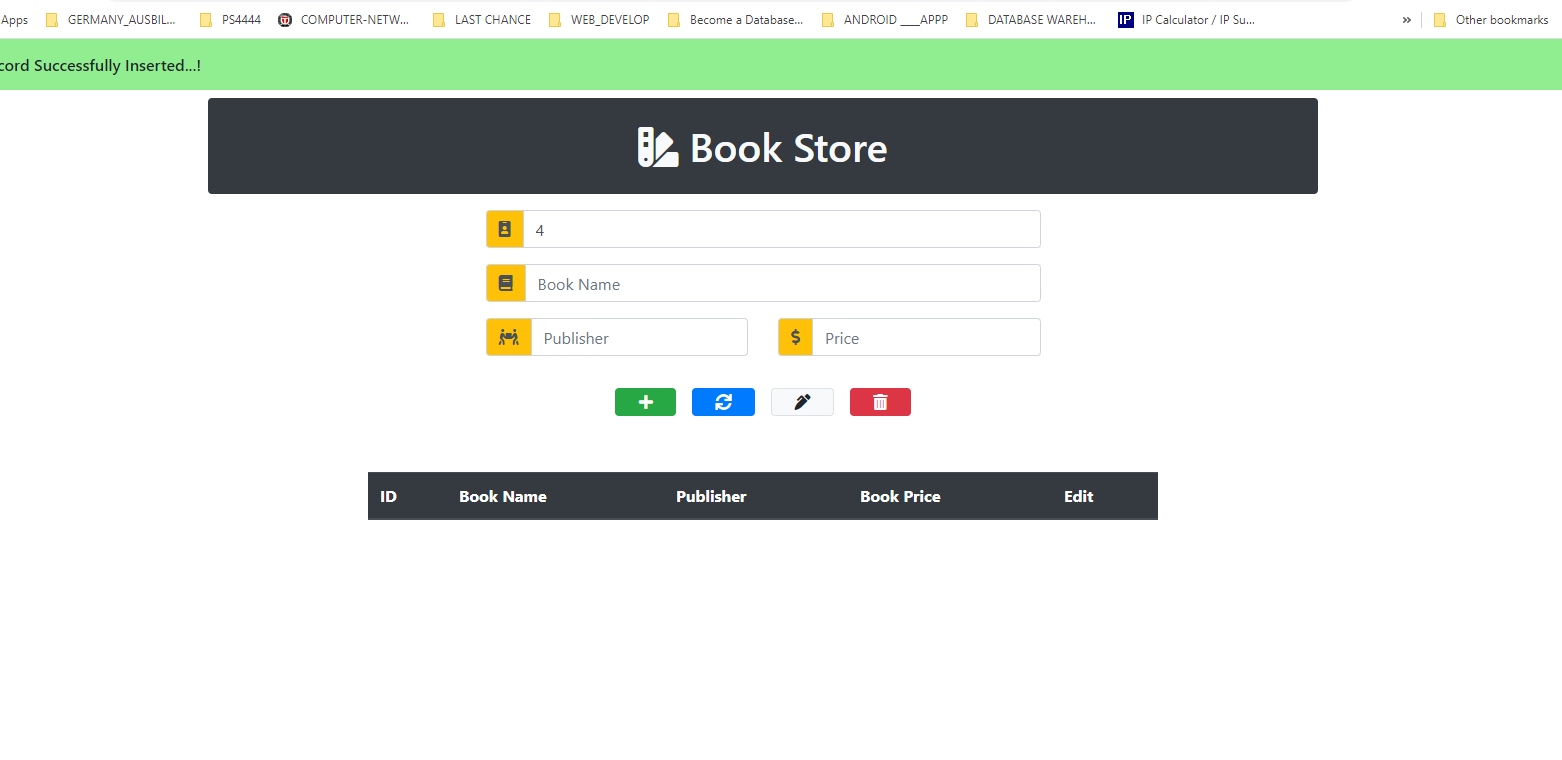 Apps GERMANY_AUSBIL... PS4444 COMPUTER-NETW... LAST CHANCE WEB_DEVELOP Become a Database... ANDROID ____APPP DATABASE WAREH... IP IP Calculator / IP Su... » Other bookmarks
cord Successfully Inserted...!
Book Store
4
Book Name
Publisher $ Price
ID Book Name Publisher Book Price Edit